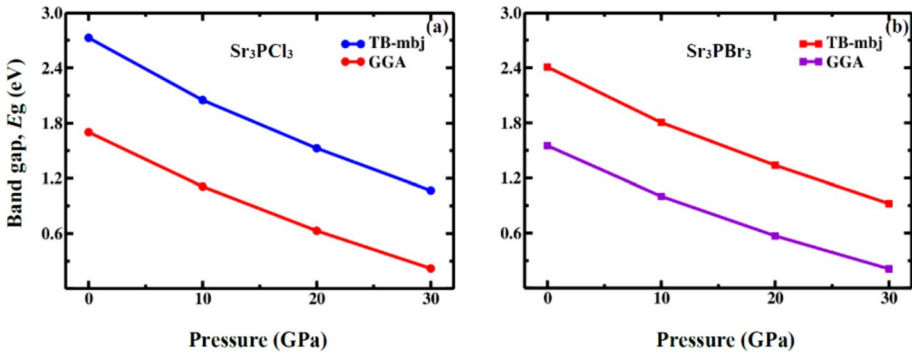 (a)
Sr₃PCl₃
TB-mbj
GGA
Band gap, Eg (eV)
3.0
2.4
1.8
1.2
0.6
0
10
20
30
Pressure (GPa)
(b)
Sr₃PBr₃
TB-mbj
GGA
3.0
2.4
1.8
1.2
0.6
0
10
20
30
Pressure (GPa)